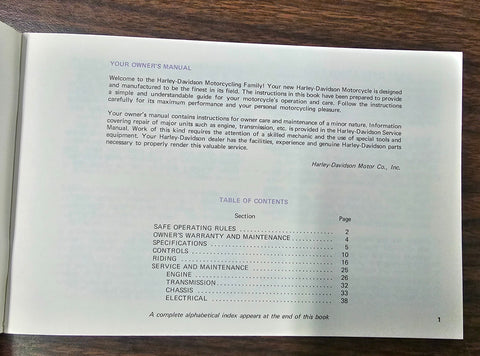 YOUR OWNER'S MANUAL
Welcome to the Harley-Davidson Motorcycling Family! Your new Harley-Davidson Motorcycle is designed
and manufactured to be the finest in its field. The instructions in this book have been prepared to provide
a simple and understandable guide for your motorcycle's operation and care. Follow the instructions
carefully for its maximum performance and your personal motorcycling pleasure.
Your owner's manual contains instructions for owner care and maintenance of a minor nature. Information
covering repair of major units such as engine, transmission, etc. is provided in the Harley-Davidson Service
Manual. Work of this kind requires the attention of a skilled mechanic and the use of special tools and
equipment. Your Harley-Davidson dealer has the facilities, experience and genuine Harley-Davidson parts
necessary to properly render this valuable service.
Harley-Davidson Motor Co., Inc.
TABLE OF CONTENTS
Section Page
SAFE OPERATING RULES 2
OWNER'S WARRANTY AND MAINTENANCE 4
SPECIFICATIONS 5
CONTROLS 10
RIDING 16
SERVICE AND MAINTENANCE 25
ENGINE 26
TRANSMISSION 32
CHASSIS 33
ELECTRICAL 38
A complete alphabetical index appears at the end of this book
1